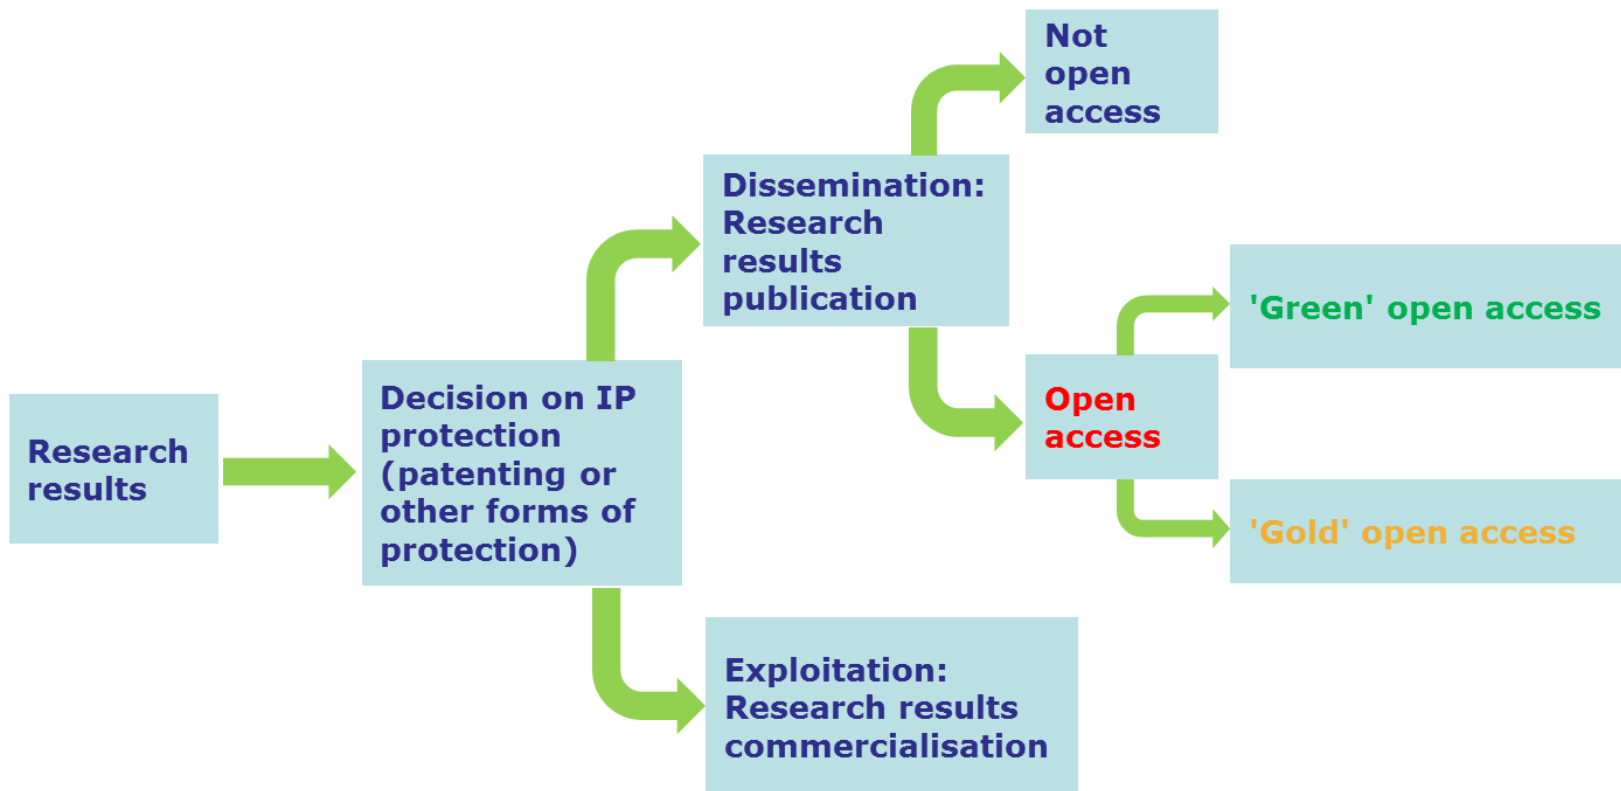 Research
results
Decision on IP
protection
(patenting or
other forms of
protection)
Dissemination:
Research
results
publication
Exploitation:
Research results
commercialisation
Not
open
access
Open
access
'Green' open access
'Gold' open access